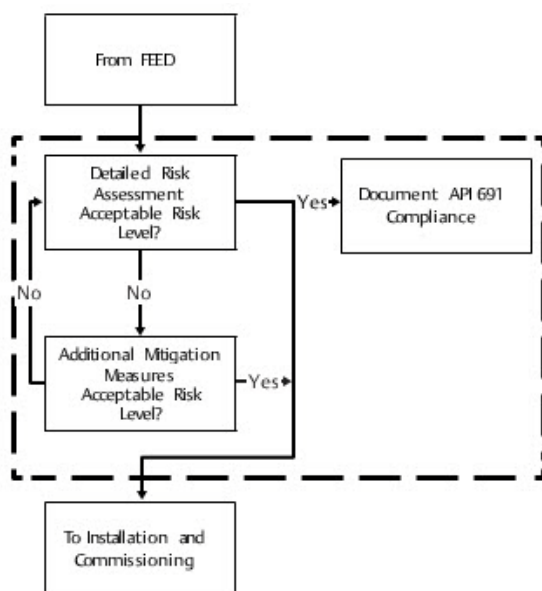 From FEED
Detailed Risk
Assessment
Acceptable Risk
Level?
Yes
Document API 691
Compliance
No
No
Additional Mitigation
Measures
Acceptable Risk
Level?
Yes
To Installation and
Commissioning